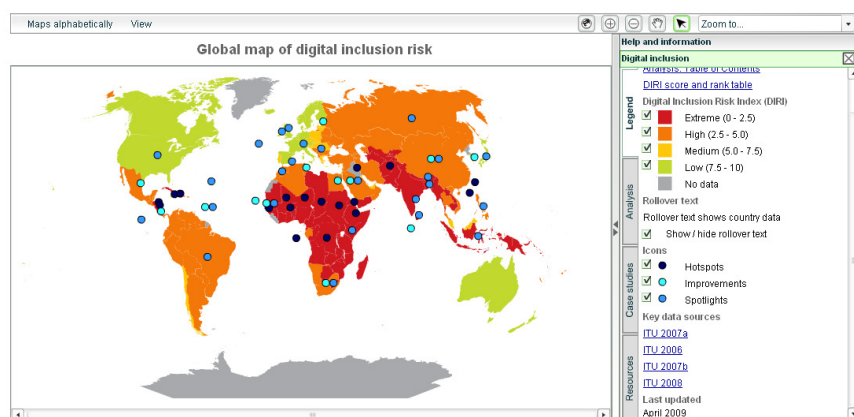 Maps alphabetically View
Zoom to...
Global map of digital inclusion risk
Help and information
Digital inclusion
Analysis: Table of Contents
DIRI score and rank table
Digital Inclusion Risk Index (DIRI)
Extreme (0 - 2.5)
High (2.5 - 5.0)
Medium (5.0 - 7.5)
Low (7.5 - 10)
No data
Rollover text
Rollover text shows country data
Show / hide rollover text
Icons
Hotspots
Improvements
Spotlights
Key data sources
ITU 2007a
ITU 2006
ITU 2007b
ITU 2008
Last updated
April 2009
Legend
Analysis
Case studies
Resources